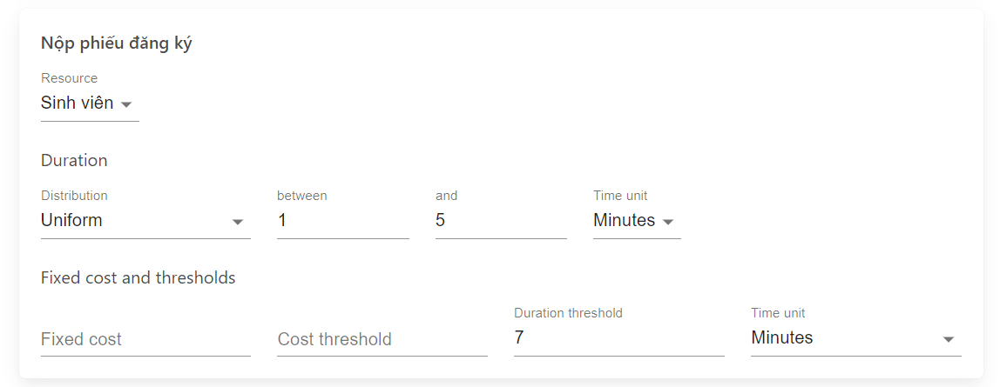 Nộp phiếu đăng ký
Resource
Sinh viên
Duration
Distribution between and Time unit
Uniform 1 5 Minutes
Fixed cost and thresholds
Duration threshold Time unit
Fixed cost Cost threshold 7 Minutes